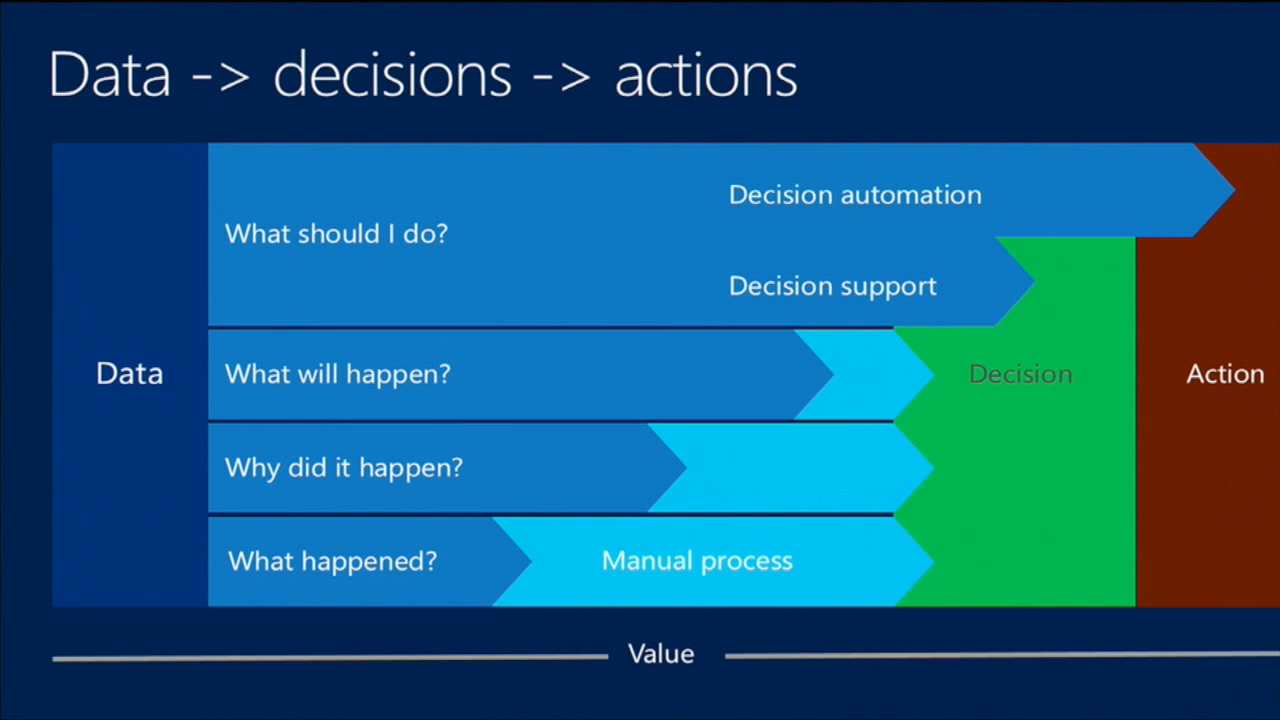 Data -> decisions -> actions
Decision automation
What should I do?
Decision support
Data
What will happen?
Decision
Action
Why did it happen?
What happened?
Manual process
Value